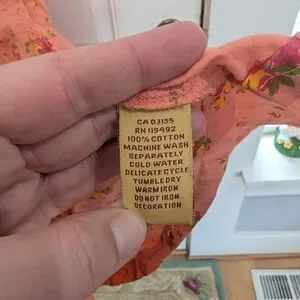 CA 03155
RN 119492
100% COTTON
MACHINE WASH
SEPARATELY
COLD WATER
DELICATE CYCLE
TUMBLE DRY
WARM IRON
DO NOT IRON
DECORATION